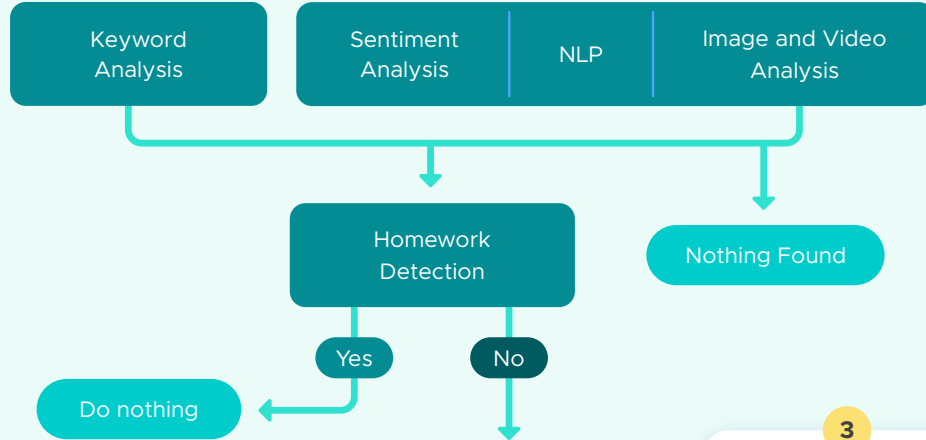 Keyword
Analysis
Sentiment
Analysis
NLP
Image and Video
Analysis
Homework
Detection
Nothing Found
Yes
No
Do nothing
3